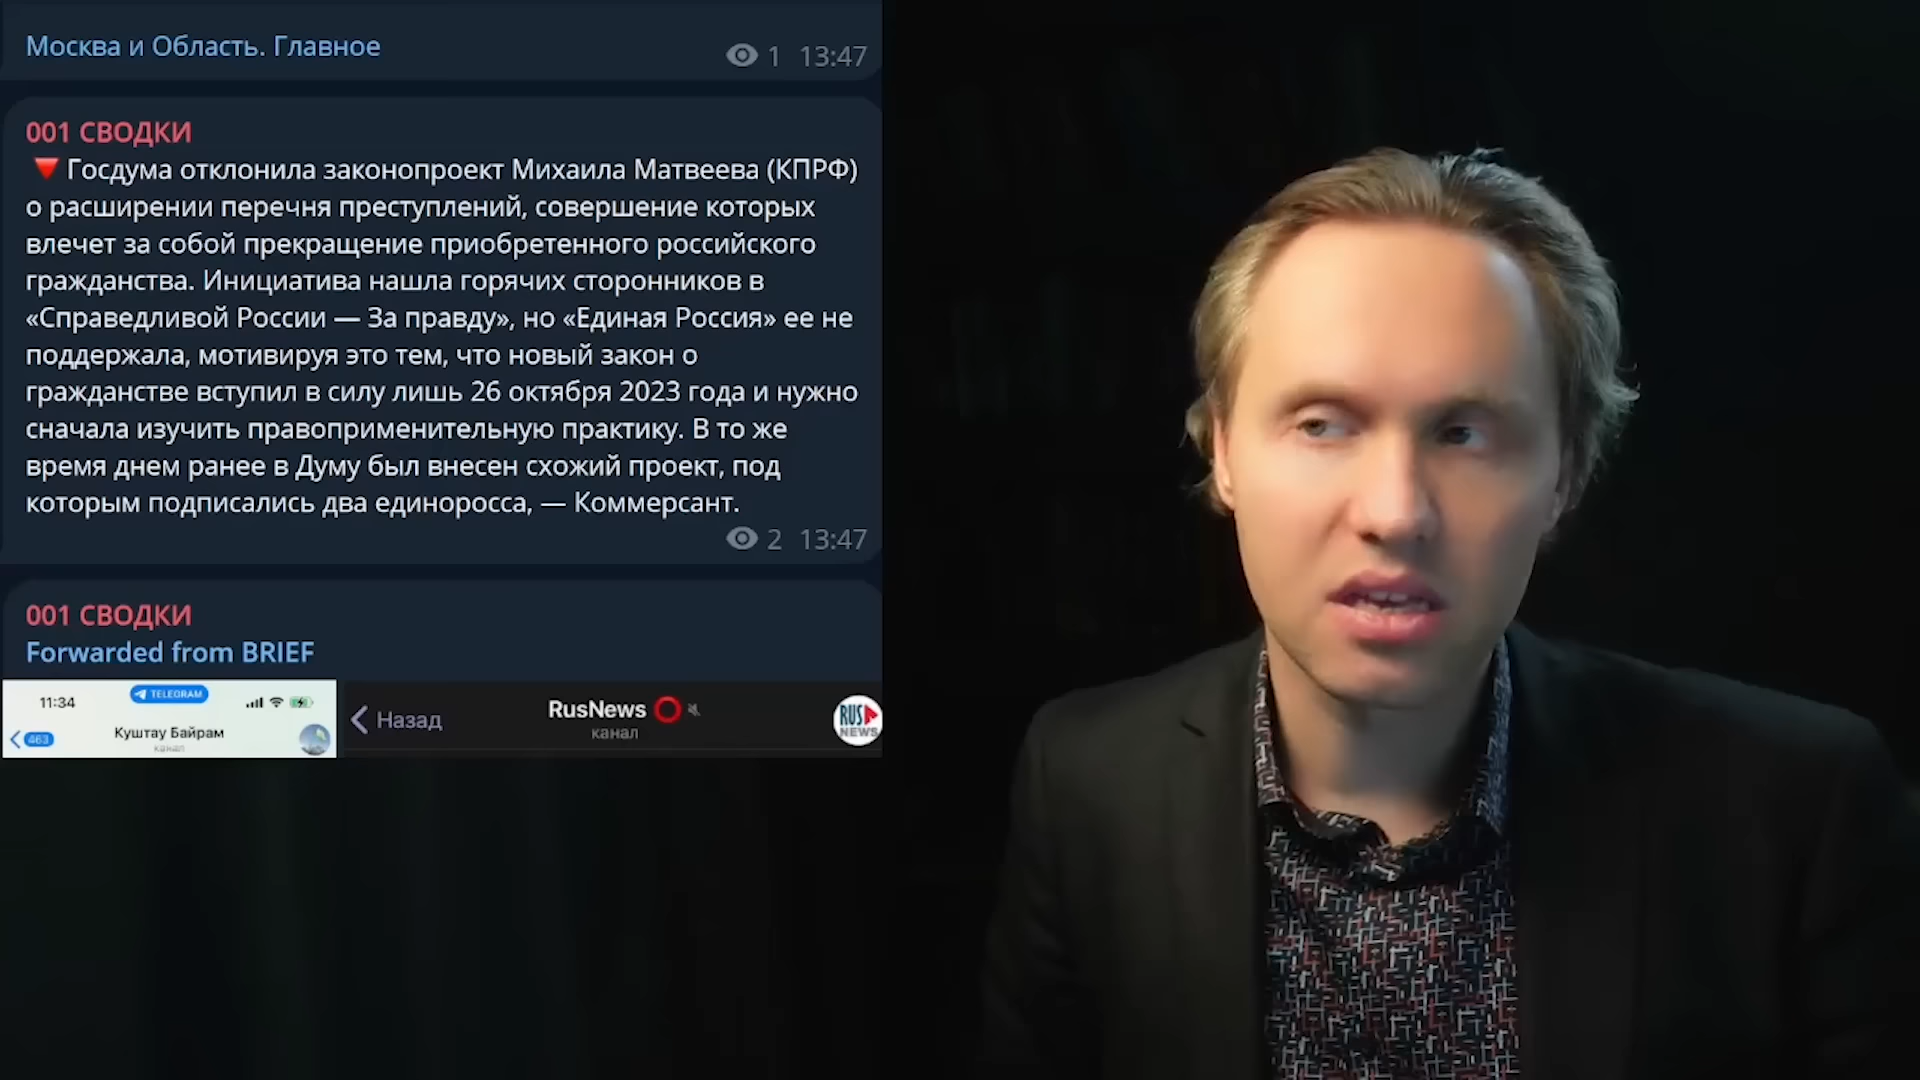 Москва и Область. Главное
1 13:47
001 СВОДКИ
Госдума отклонила законопроект Михаила Матвеева (КПРФ)
о расширении перечня преступлений, совершение которых
влечет за собой прекращение приобретенного российского
гражданства. Инициатива нашла горячих сторонников в
«Справедливой России — За правду», но «Единая Россия» ее не
поддержала, мотивируя это тем, что новый закон о
гражданстве вступил в силу лишь 26 октября 2023 года и нужно
сначала изучить правоприменительную практику. В то же
время днем ранее в Думу был внесен схожий проект, под
которым подписались два единоросса, — Коммерсант.
2 13:47
001 СВОДКИ
Forwarded from BRIEF
11:34
TELEGRAM
463
Куштау Байрам
канал
Назад
RusNews
канал
RUS
NEWS